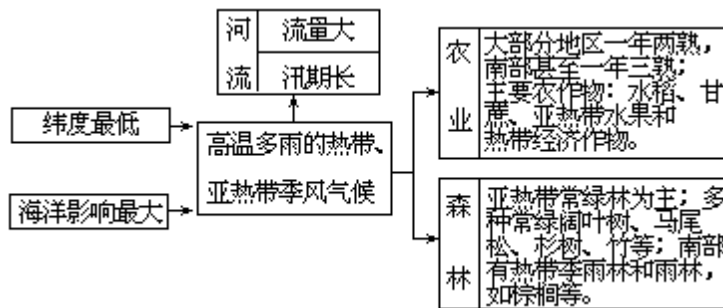 河 流量大
流 汛期长
纬度最低
海洋影响最大
高温多雨的热带、
亚热带季风气候
农业
大部分地区一年两熟，
南部甚至一年三熟；
主要农作物：水稻、甘
蔗、亚热带水果和
热带经济作物。
森林
亚热带常绿林为主；多
种常绿阔叶树、马尾
松、杉树、竹等；南部
有热带季雨林和雨林，
如棕榈等。